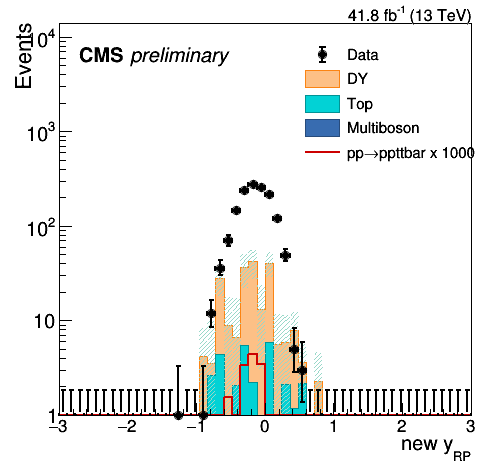 41.8 fb⁻¹ (13 TeV)
Events
CMS preliminary
Data
DY
Top
Multiboson
pp→ppttbar x 1000
10⁴
10³
10²
10
1
−3 −2 −1 0 1 2 3
new y_RP